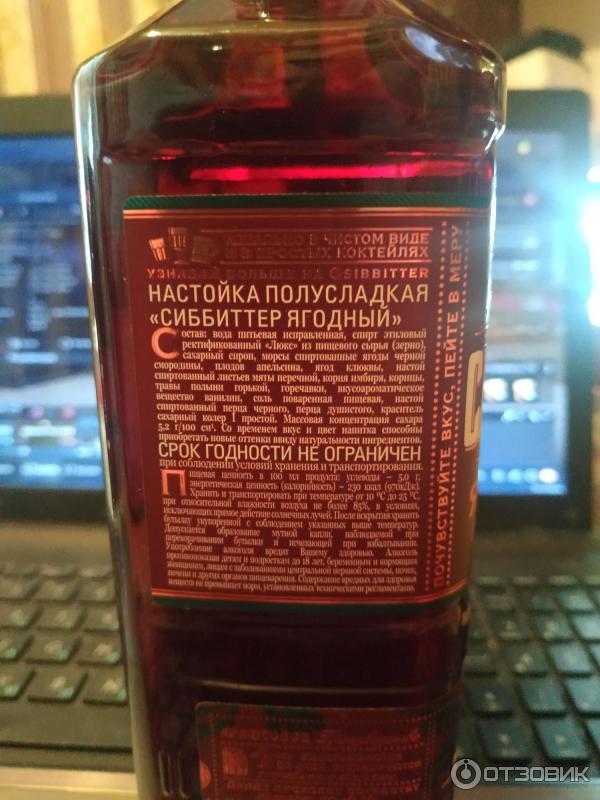 ИДЕАЛЬНО В ЧИСТОМ ВИДЕ
И В ПРОСТЫХ КОКТЕЙЛЯХ
УЗНАВАЙ БОЛЬШЕ НА @SIBBITTER
НАСТОЙКА ПОЛУСЛАДКАЯ
«СИББИТТЕР ЯГОДНЫЙ»
Состав: вода питьевая исправленная, спирт этиловый
ректификованный «Люкс» из пищевого сырья (зерно),
сахарный сироп, морсы спиртованные ягоды черной
смородины, плодов апельсина, ягод клюквы, настой
спиртованный листьев мяты перечной, корня имбиря, корицы,
травы полыни горькой, горечавки, вкусоароматическое
вещество ванилин, соль поваренная пищевая, настой
спиртованный перца черного, перца душистого, краситель
сахарный колер I простой. Массовая концентрация сахара
5,2 г/100 см³. Со временем вкус и цвет напитка способны
приобретать новые оттенки ввиду натуральности ингредиентов.
СРОК ГОДНОСТИ НЕ ОГРАНИЧЕН
при соблюдении условий хранения и транспортирования.
Пищевая ценность в 100 мл продукта: углеводы – 5,0 г,
энергетическая ценность (калорийность) – 230 ккал (970кДж).
Хранить и транспортировать при температуре от 10 °С до 25 °С,
при относительной влажности воздуха не более 85%, в условиях,
исключающих прямое действие солнечных лучей. После вскрытия хранить
бутылку укупоренной с соблюдением указанных выше температур.
Допускается образование мутной капли, наблюдаемой при
переворачивании бутылки и исчезающей при взбалтывании.
Употребление алкоголя вредит Вашему здоровью. Алкоголь
противопоказан детям и подросткам до 18 лет, беременным и кормящим
женщинам, лицам с заболеваниями центральной нервной системы, почек,
печени и других органов пищеварения. Содержание вредных для здоровья
веществ не превышает норм, установленных техническими регламентами.
ПОЧУВСТВУЙТЕ ВКУС, ПЕЙТЕ В МЕРУ
ОТЗОВИК